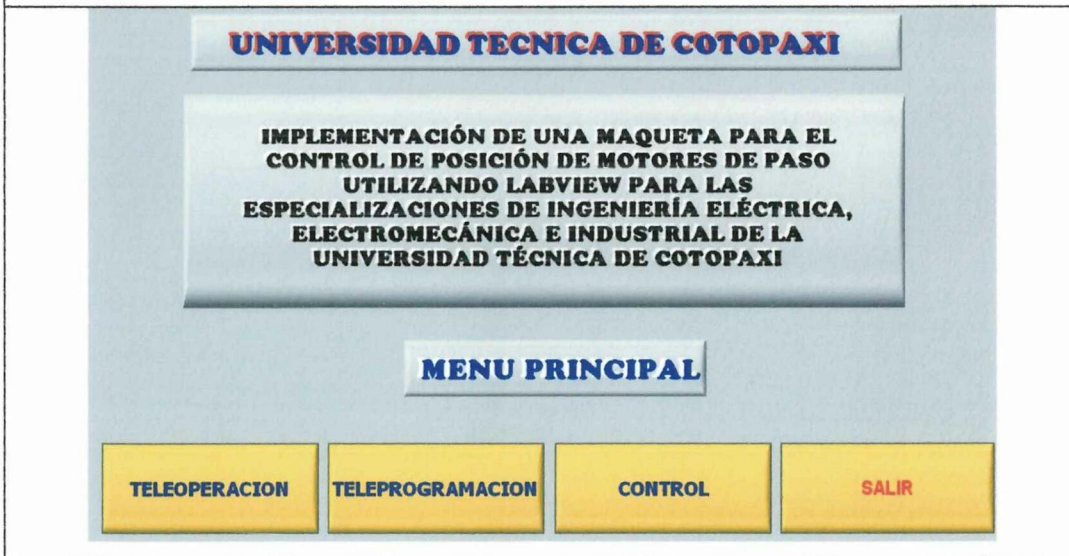 UNIVERSIDAD TECNICA DE COTOPAXI
IMPLEMENTACIÓN DE UNA MAQUETA PARA EL
CONTROL DE POSICIÓN DE MOTORES DE PASO
UTILIZANDO LABVIEW PARA LAS
ESPECIALIZACIONES DE INGENIERÍA ELÉCTRICA,
ELECTROMECÁNICA E INDUSTRIAL DE LA
UNIVERSIDAD TÉCNICA DE COTOPAXI
MENU PRINCIPAL
TELEOPERACION
TELEPROGRAMACION
CONTROL
SALIR